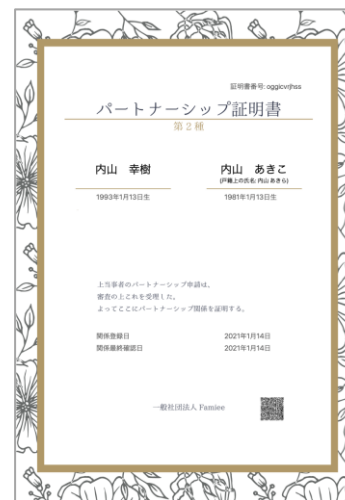 証明書番号: oggicvrjhss
パートナーシップ証明書
第2種
内山 幸樹 内山 あきこ
(戸籍上の氏名: 内山 あきら)
1993年1月13日生 1981年1月13日生
上当事者のパートナーシップ申請は、
審査の上これを受理した。
よってここにパートナーシップ関係を証明する。
関係登録日 2021年1月14日
関係最終確認日 2021年1月14日
一般社団法人 Famiee